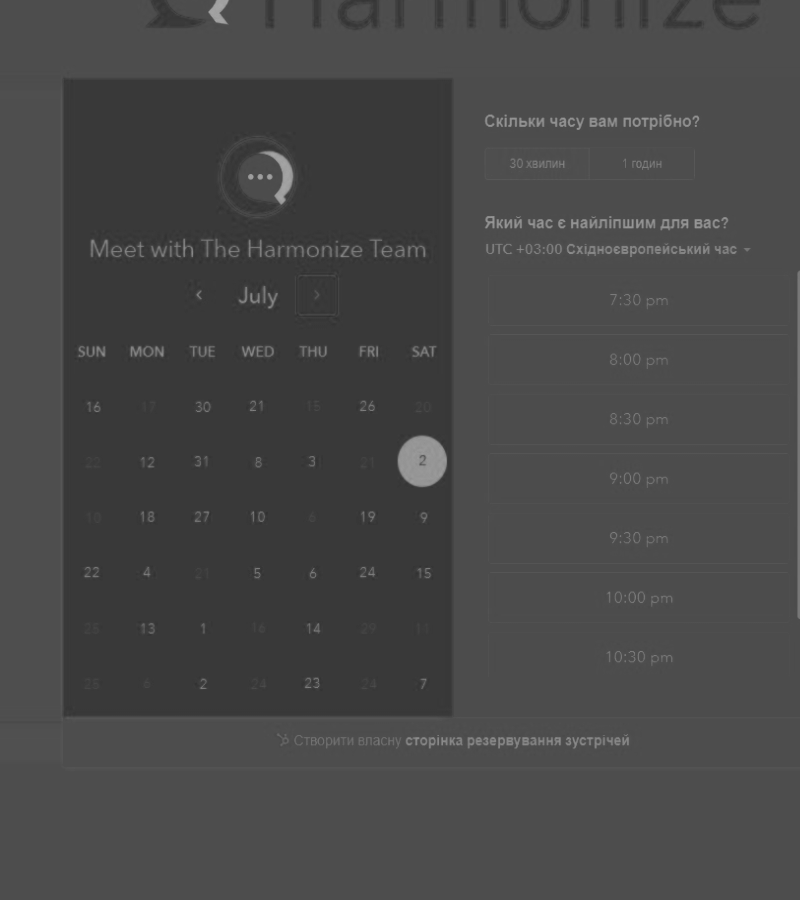 Harmonize
Meet with The Harmonize Team
July
SUN MON TUE WED THU FRI SAT
16 17 30 21 15 26 20
22 12 31 8 3 21 2
18 18 27 10 6 19 9
22 4 21 5 6 24 15
28 13 1 16 14 29 14
28 6 2 24 23 24 7
Скільки часу вам потрібно?
30 хвилин 1 годин
Який час є найліпшим для вас?
UTC +03:00 Східноєвропейський час
7:30 pm
8:00 pm
8:30 pm
9:00 pm
9:30 pm
10:00 pm
10:30 pm
Створити власну сторінка резервування зустрічей